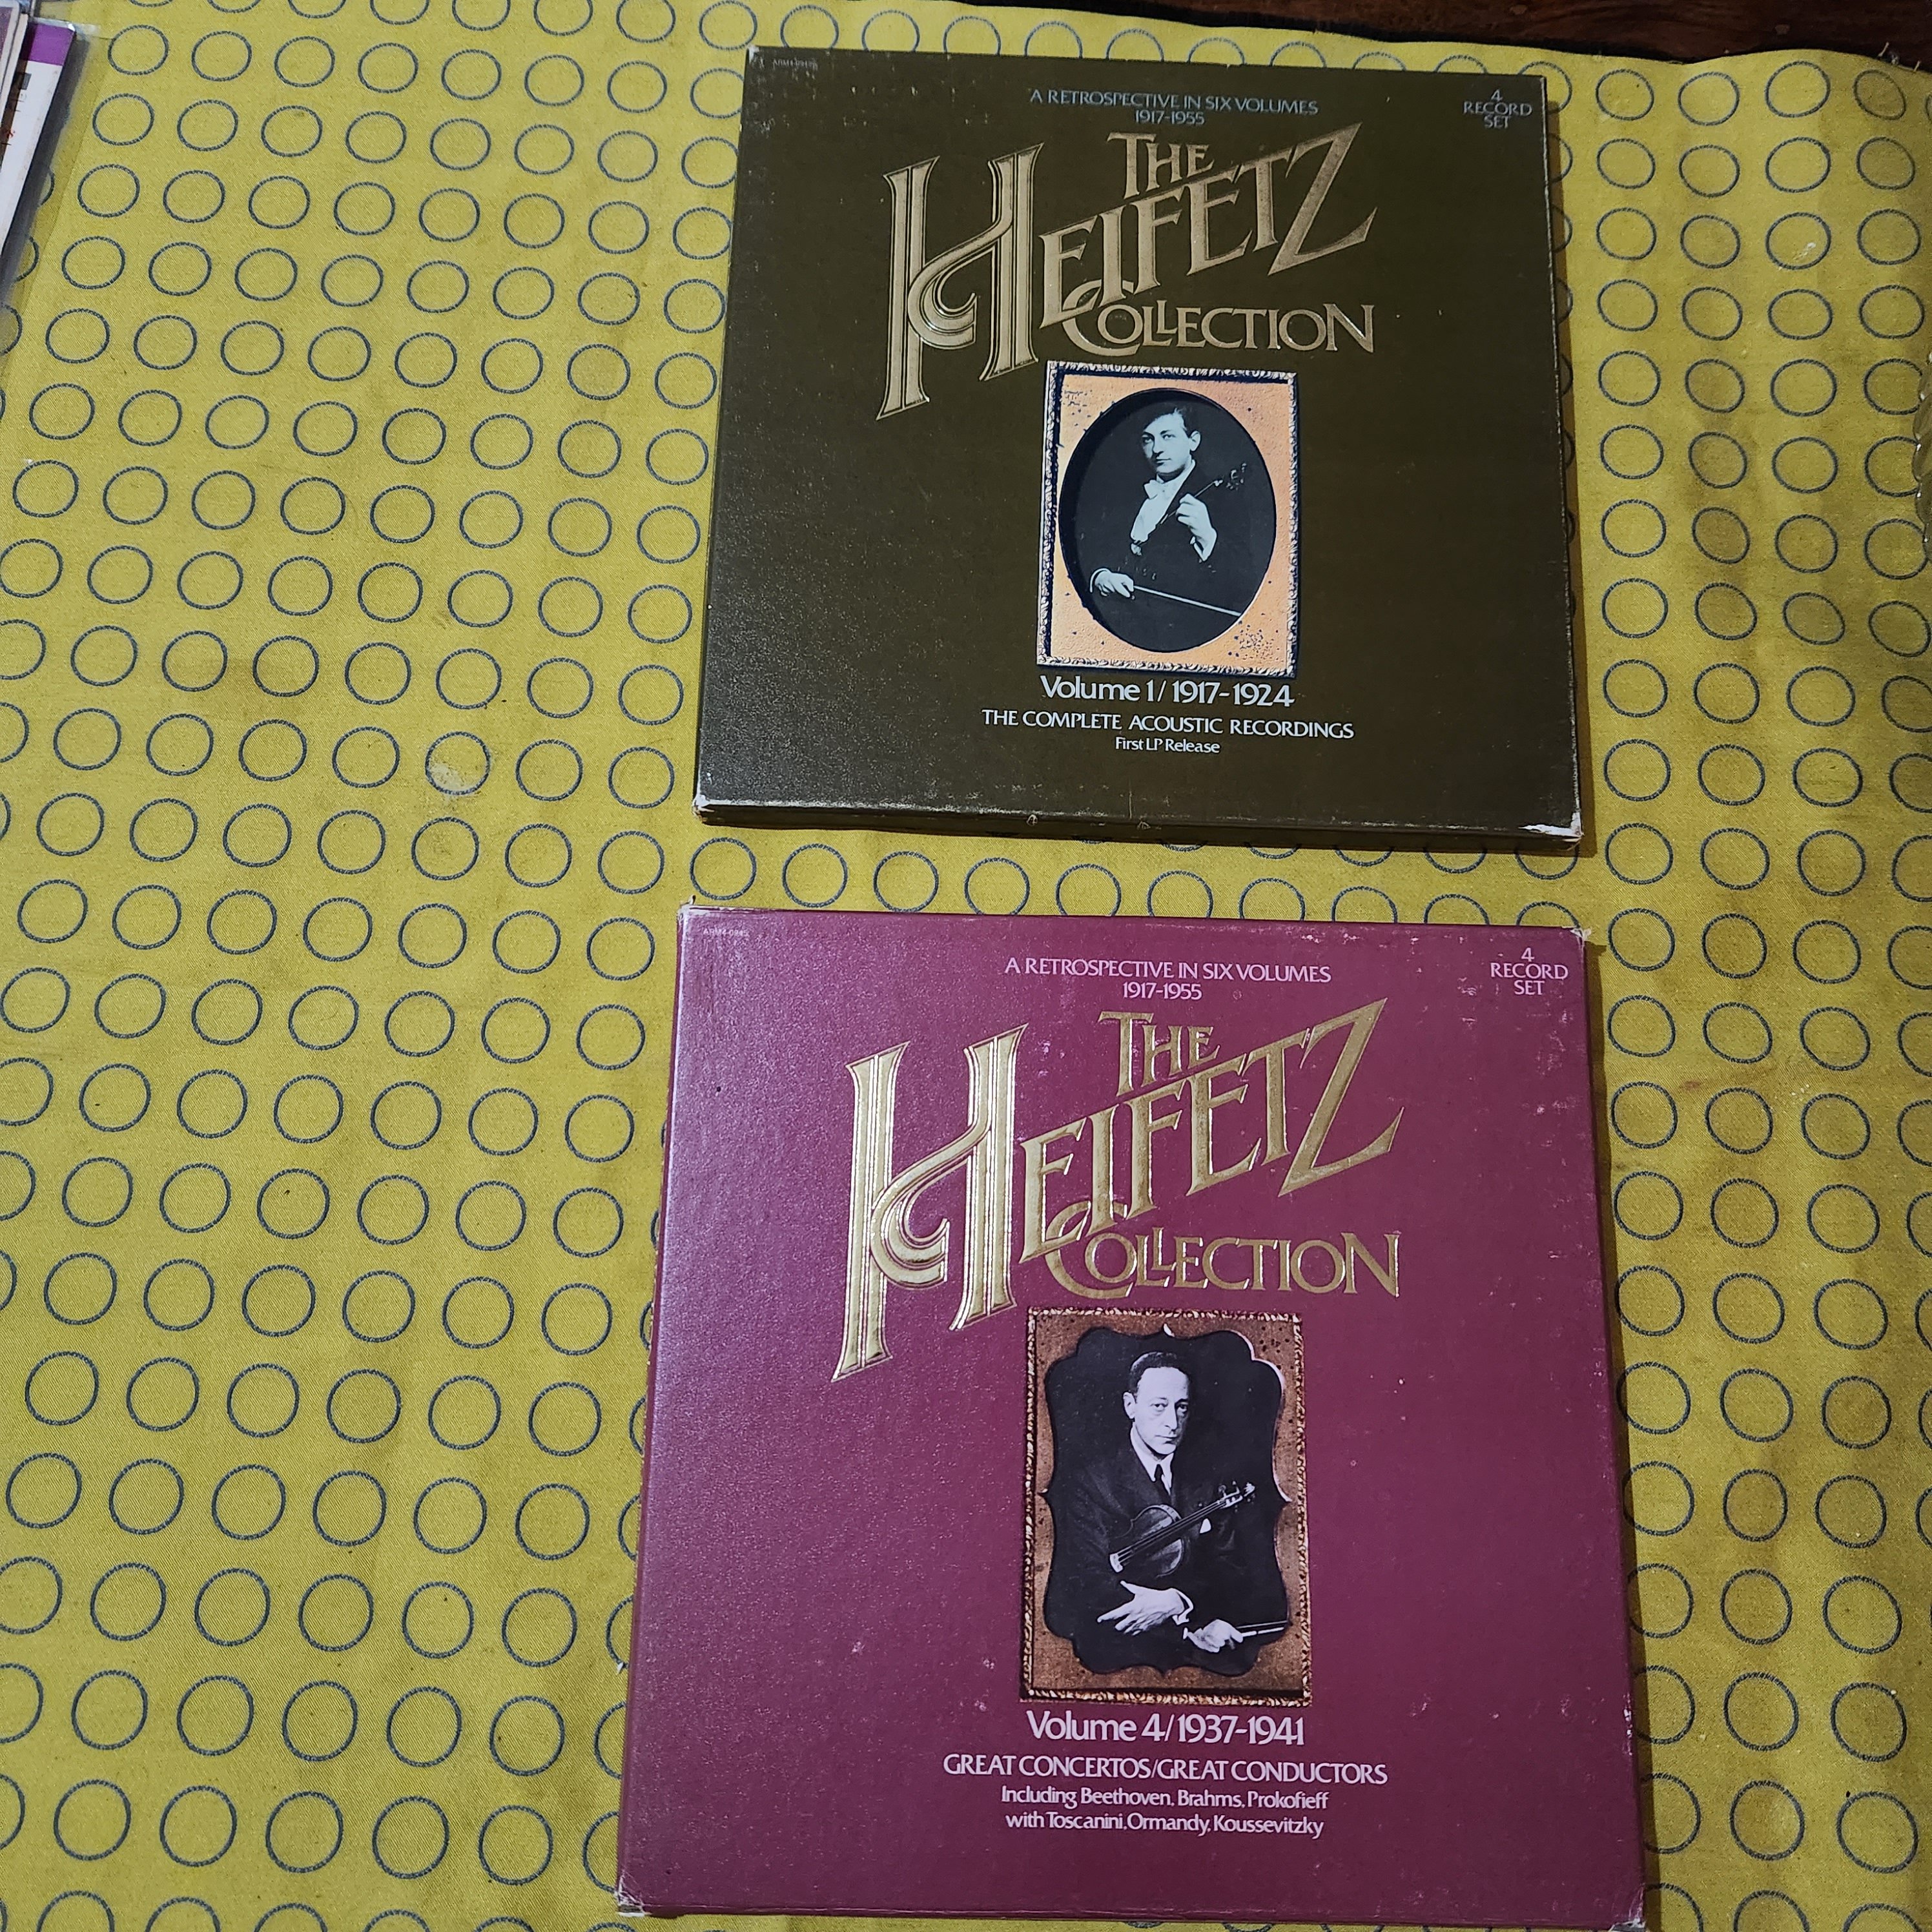 A RETROSPECTIVE IN SIX VOLUMES
1917-1955
4
RECORD
SET
THE
HEIFETZ
COLLECTION
Volume 1/1917-1924
THE COMPLETE ACOUSTIC RECORDINGS
First LP Release
A RETROSPECTIVE IN SIX VOLUMES
1917-1955
4
RECORD
SET
THE
HEIFETZ
COLLECTION
Volume 4/1937-1941
GREAT CONCERTOS/GREAT CONDUCTORS
Including Beethoven, Brahms, Prokofieff
with Toscanini, Ormandy, Koussevitzky